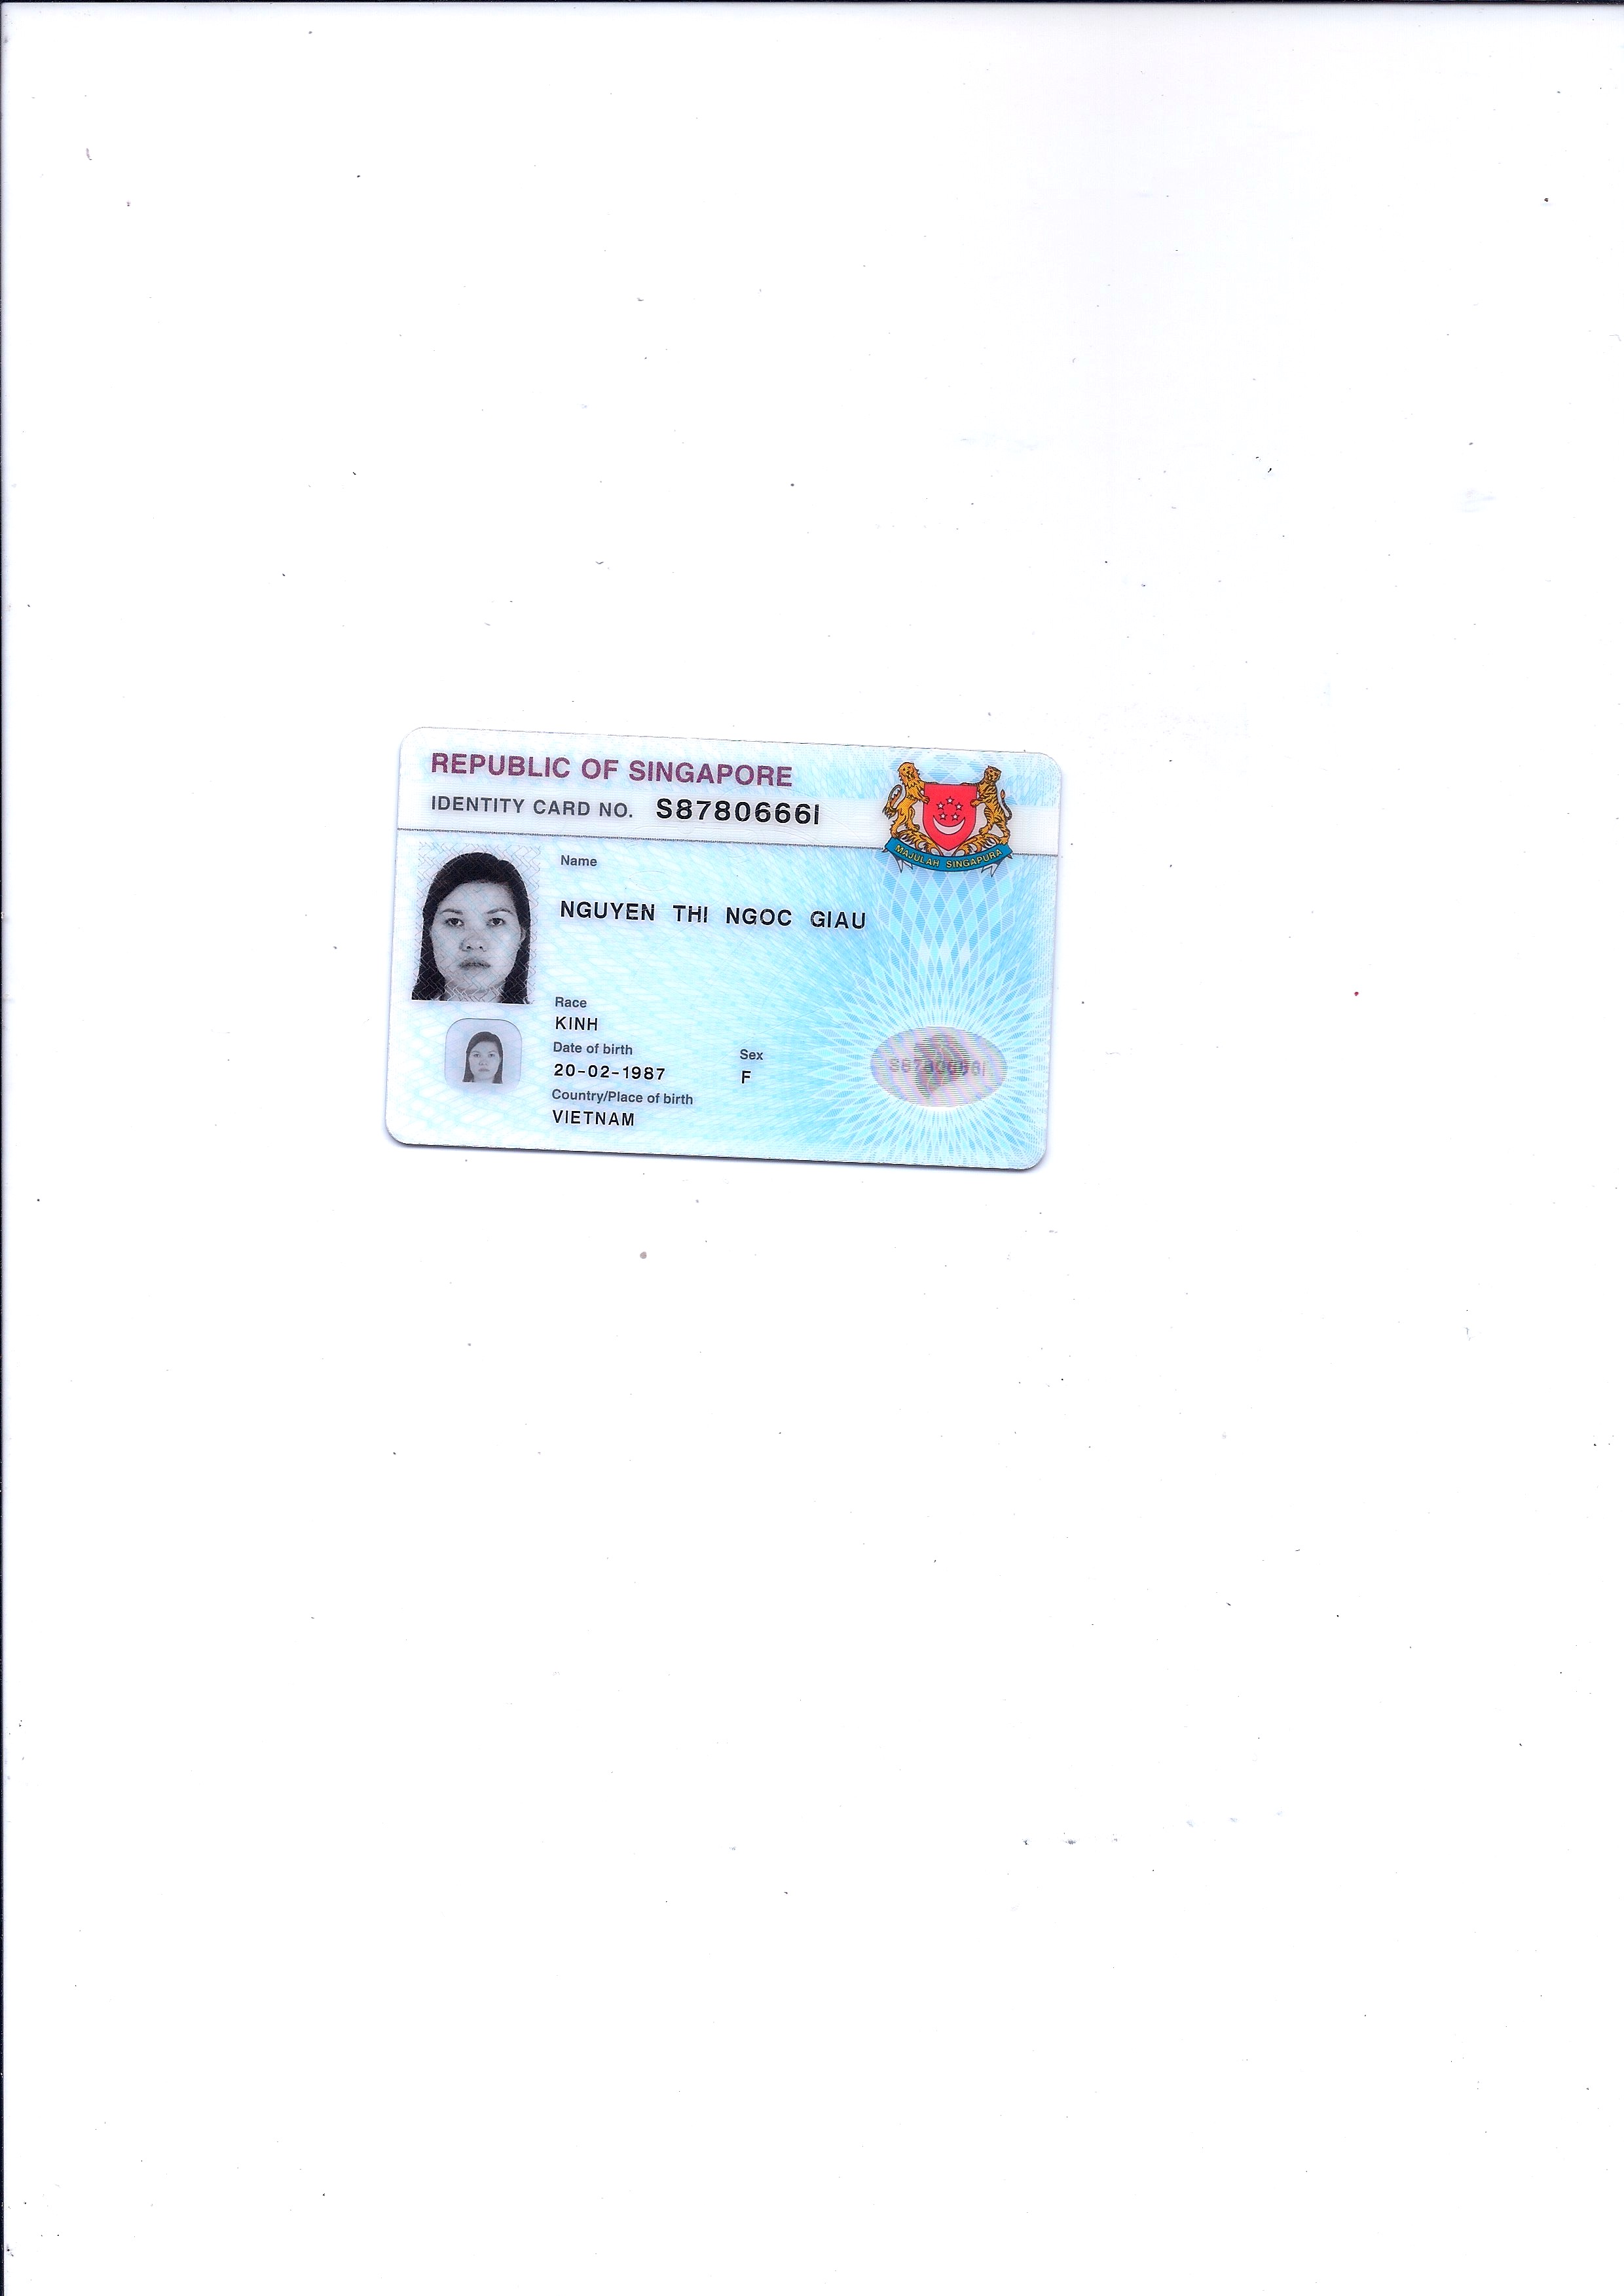 REPUBLIC OF SINGAPORE
IDENTITY CARD NO. S8780666I
MAJULAH SINGAPURA
Name
NGUYEN THI NGOC GIAU
Race
KINH
Date of birth
Sex
20-02-1987
F
S8780666I
Country/Place of birth
VIETNAM